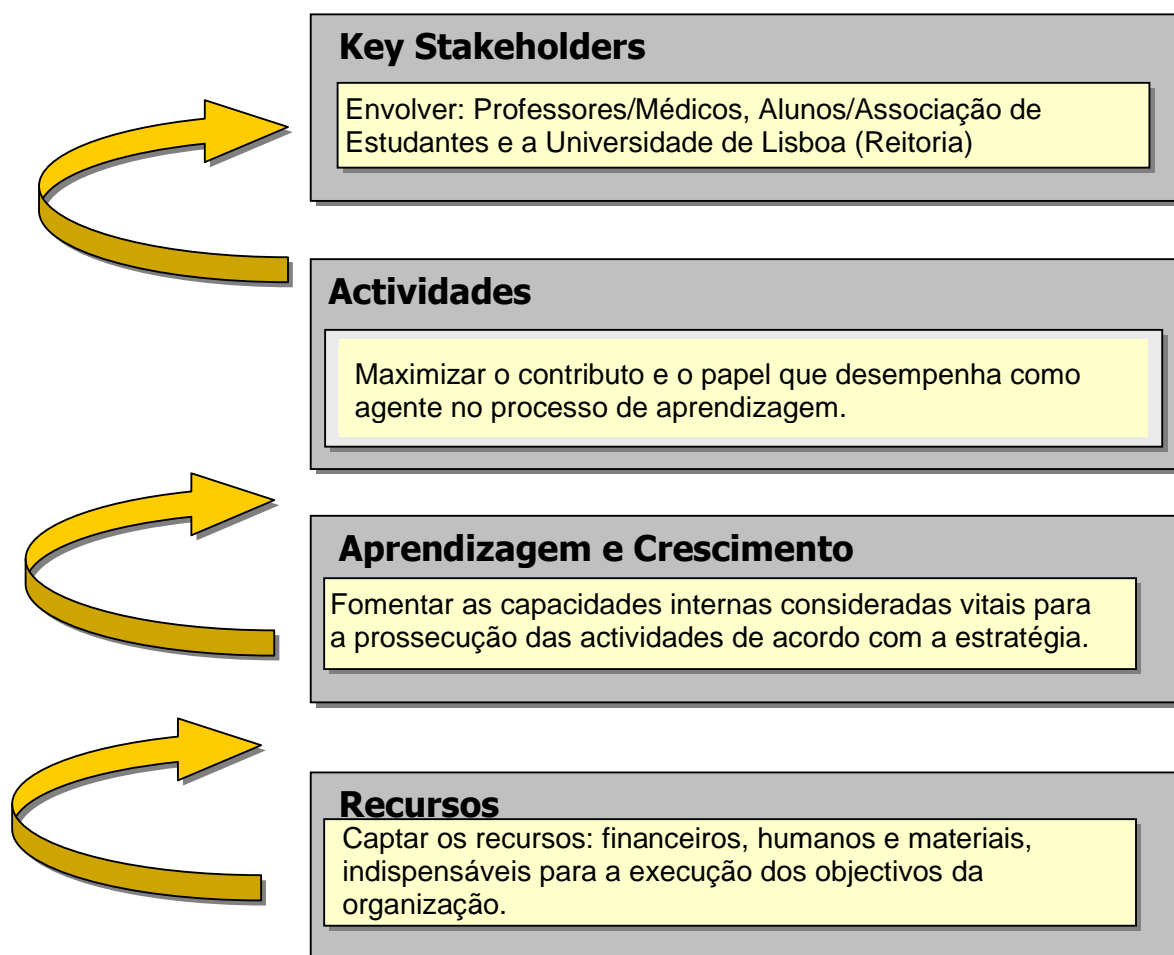 Key Stakeholders
Envolver: Professores/Médicos, Alunos/Associação de
Estudantes e a Universidade de Lisboa (Reitoria)
Actividades
Maximizar o contributo e o papel que desempenha como
agente no processo de aprendizagem.
Aprendizagem e Crescimento
Fomentar as capacidades internas consideradas vitais para
a prossecução das actividades de acordo com a estratégia.
Recursos
Captar os recursos: financeiros, humanos e materiais,
indispensáveis para a execução dos objectivos da
organização.